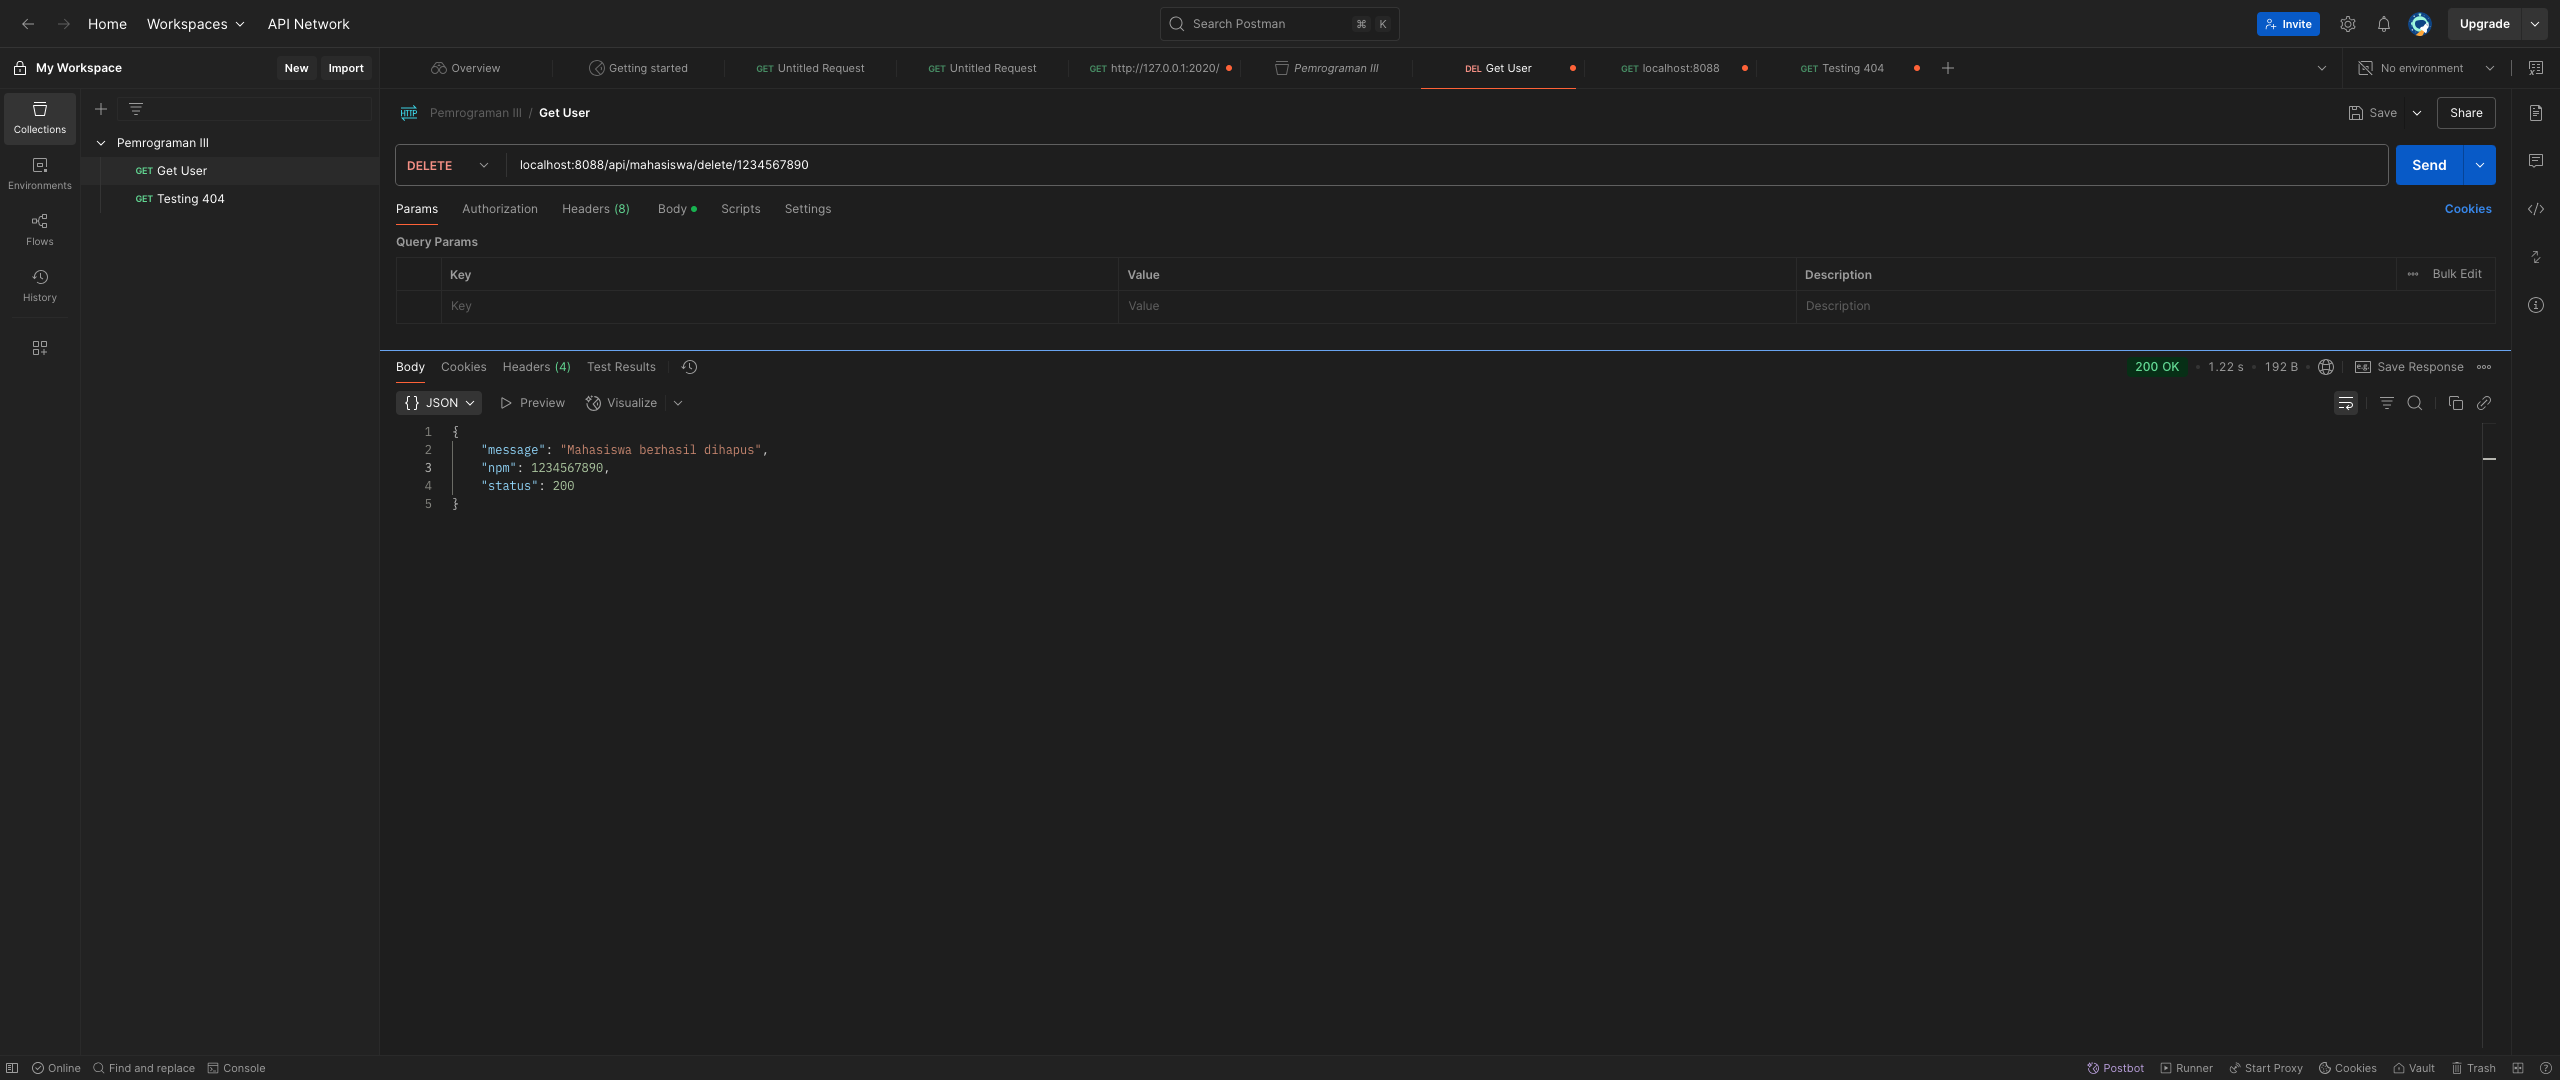 Home Workspaces API Network Search Postman ⌘ K Invite Upgrade
My Workspace New Import Overview Getting started GET Untitled Request GET Untitled Request GET http://127.0.0.1:2020/ Pemrograman III DEL Get User GET localhost:8088 GET Testing 404 No environment
Collections
Environments
Flows
History
Pemrograman III
GET Get User
GET Testing 404
HTTP Pemrograman III / Get User Save Share
DELETE localhost:8088/api/mahasiswa/delete/1234567890 Send
Params Authorization Headers (8) Body Scripts Settings Cookies
Query Params
Key Value Description Bulk Edit
Key Value Description
Body Cookies Headers (4) Test Results 200 OK 1.22 s 192 B e.g. Save Response
{} JSON Preview Visualize
1 {
2 "message": "Mahasiswa berhasil dihapus",
3 "npm": 1234567890,
4 "status": 200
5 }
Online Find and replace Console Postbot Runner Start Proxy Cookies Vault Trash